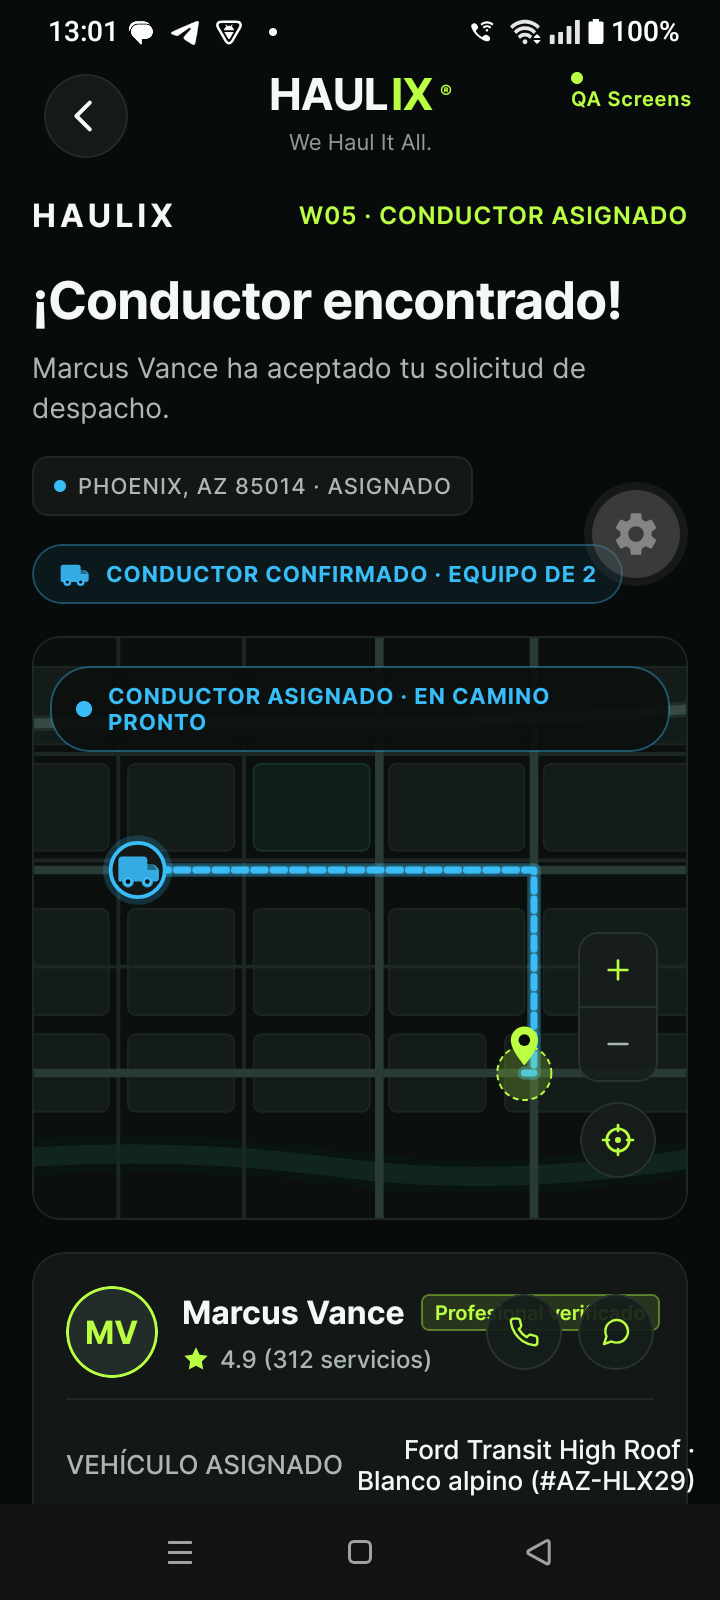 13:01
100%
HAULIX ®
QA Screens
We Haul It All.
HAULIX
W05 · CONDUCTOR ASIGNADO
¡Conductor encontrado!
Marcus Vance ha aceptado tu solicitud de
despacho.
PHOENIX, AZ 85014 · ASIGNADO
CONDUCTOR CONFIRMADO · EQUIPO DE 2
CONDUCTOR ASIGNADO · EN CAMINO
PRONTO
MV
Marcus Vance
Profesional verificado
4.9 (312 servicios)
VEHÍCULO ASIGNADO
Ford Transit High Roof ·
Blanco alpino (#AZ-HLX29)